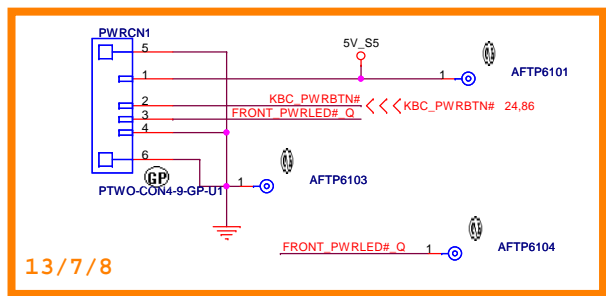 PWRCN1
5
5V_S5
1
1
AFTP6101
2
KBC_PWRBTN#
KBC_PWRBTN# 24,86
3
FRONT_PWRLED#_Q
4
6
GP
PTWO-CON4-9-GP-U1
1
AFTP6103
FRONT_PWRLED#_Q
1
AFTP6104
13/7/8